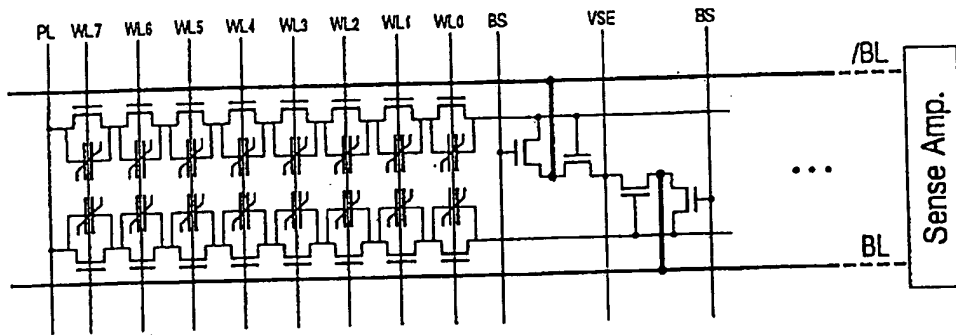 PL WL7 WL6 WL5 WL4 WL3 WL2 WL1 WL0 BS VSE BS
/BL
Sense Amp.
BL